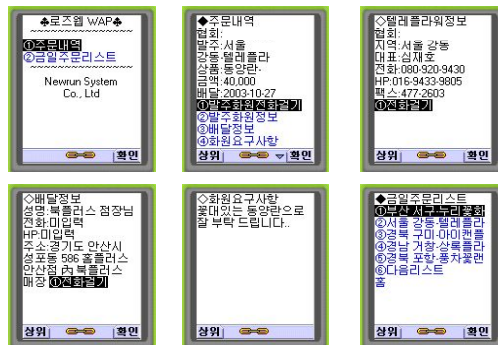 ♣로즈웹 WAP♣
①주문내역
②금일주문리스트
Newrun System
Co., Ltd
확인
◆주문내역
협회:
발주:서울
강동-텔레플라
상품:동양란-
금액:40,000
배달:2003-10-27
①발주화원전화걸기
②발주화원정보
③배달정보
④화원요구사항
상위 확인
◇텔레플라워정보
협회:
지역:서울 강동
대표:심재호
전화:080-920-9430
HP:016-9433-9805
팩스:477-2603
①전화걸기
상위 확인
◇배달정보
성명:북플러스 점장님
전화:미입력
HP:미입력
주소:경기도 안산시
성포동 586 홈플러스
안산점 內 북플러스
매장 ①전화걸기
상위 확인
◇화원요구사항
꽃대있는 동양란으로
잘 부탁 드립니다..
상위 확인
◆금일주문리스트
①부산 서구-누리꽃화
②서울 강동-텔레플라
③경북 구미-아이캔플
④경남 거창-상록플라
⑤경북 포항-풍차꽃랜
⑥다음리스트
홈
상위 확인